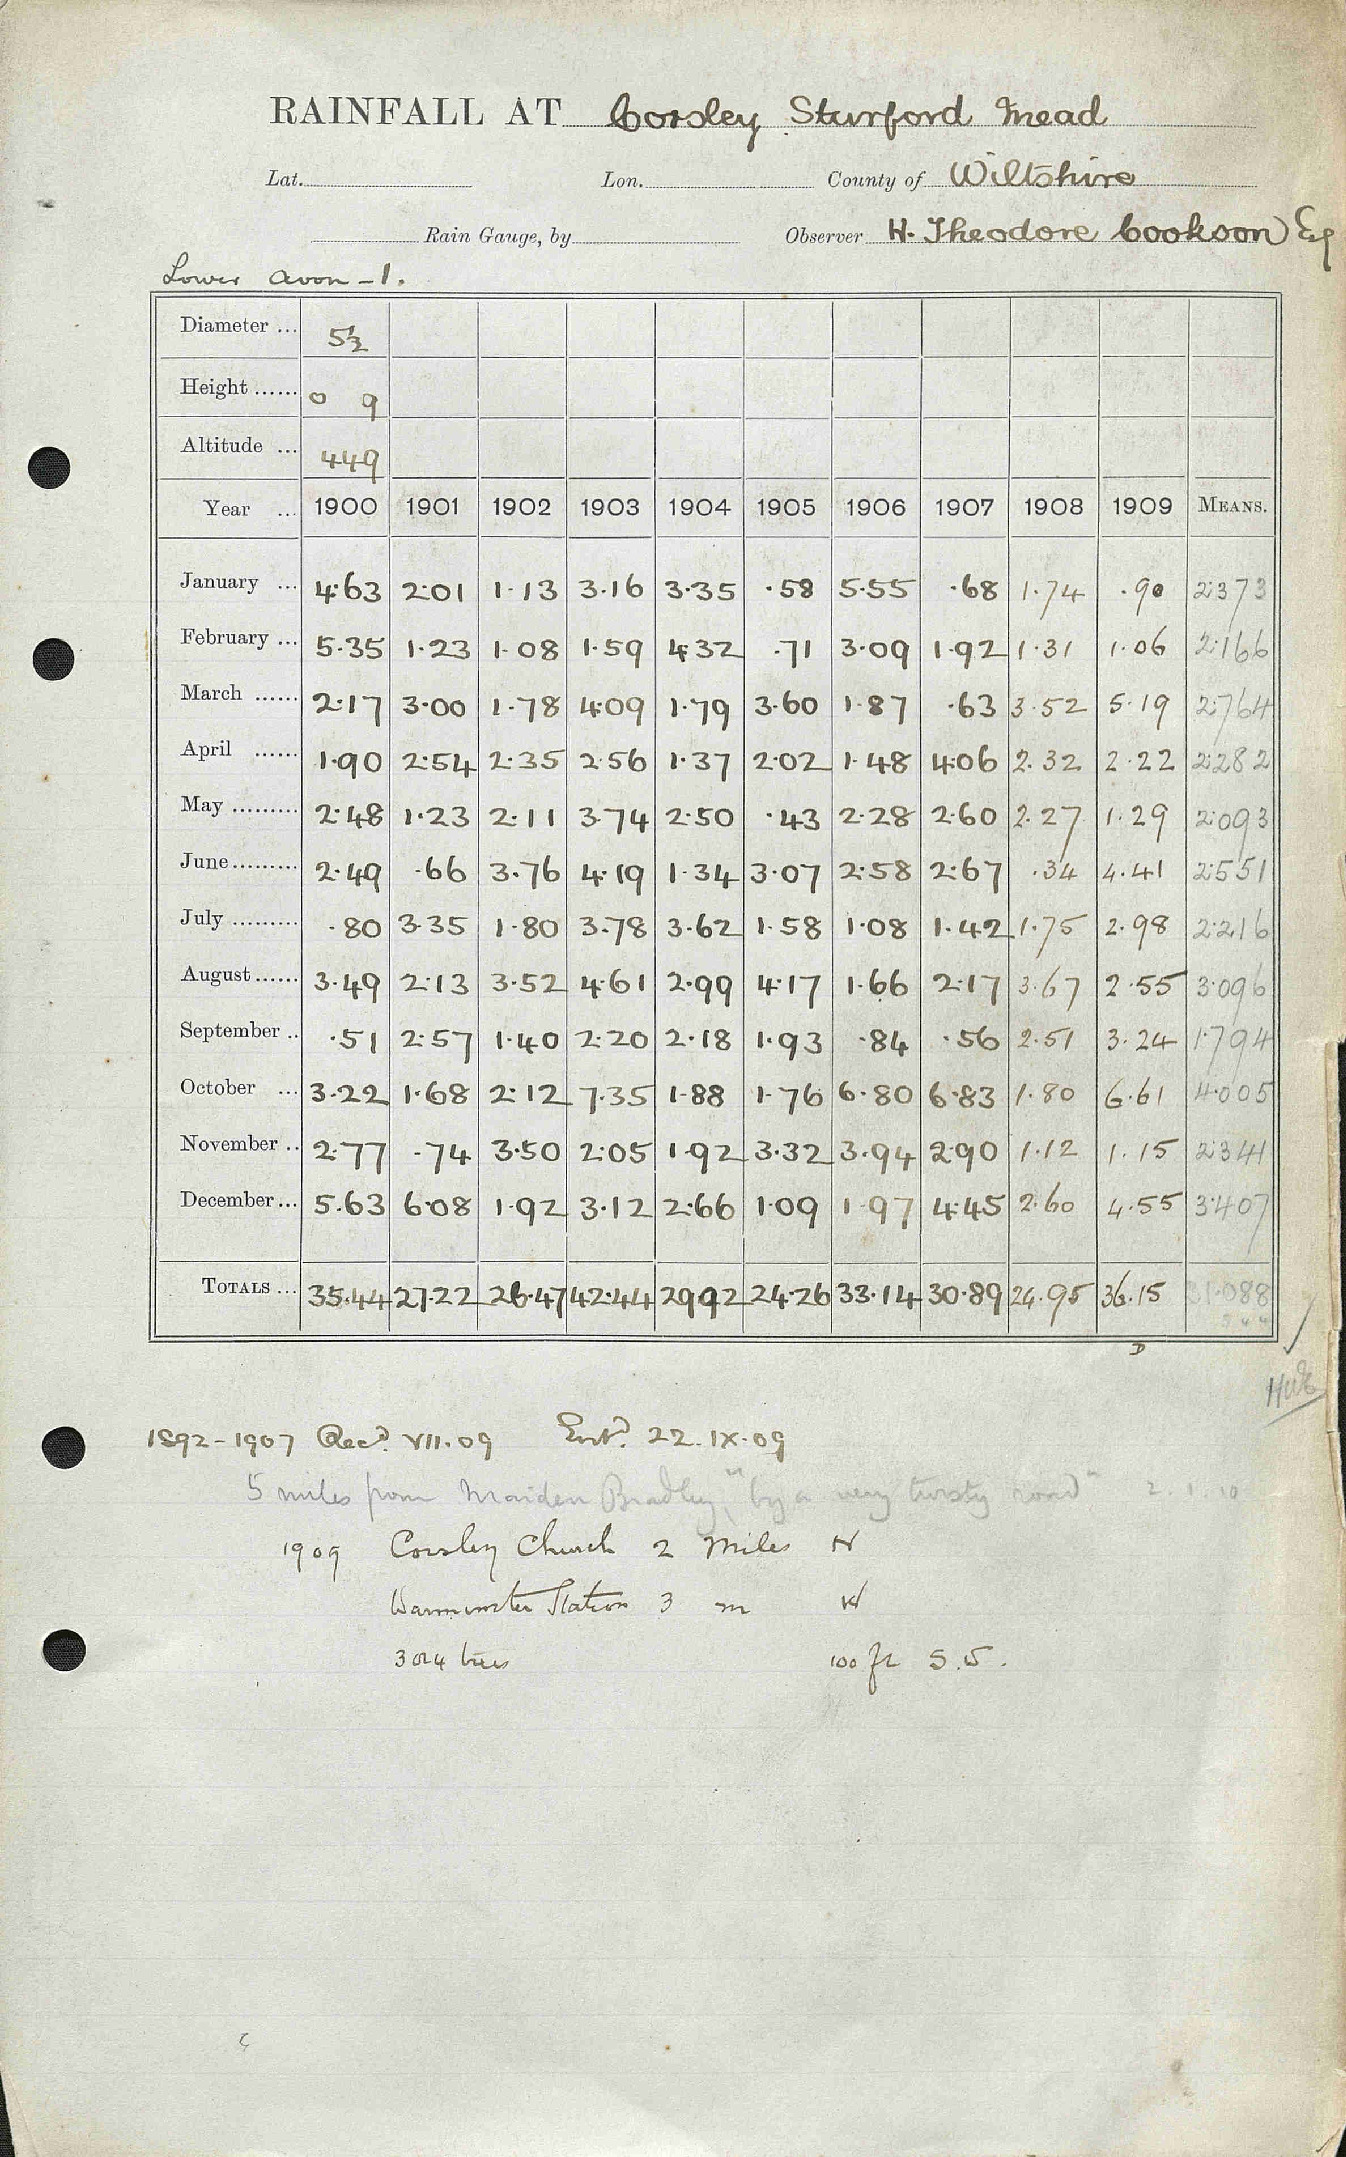 RAINFALL AT Corsley Sturford Mead
Lat. Lon. County of Wiltshire
Rain Gauge, by Observer H. Theodore Cookson Esq
Lower Avon - 1.
Diameter ... 5½
Height ...... 0 9
Altitude ... 449
Year ... 1900 1901 1902 1903 1904 1905 1906 1907 1908 1909 MEANS.
January ... 4.63 2.01 1.13 3.16 3.35 .58 5.55 .68 1.74 .90 2.373
February ... 5.35 1.23 1.08 1.59 4.32 .71 3.09 1.92 1.31 1.06 2.166
March ...... 2.17 3.00 1.78 4.09 1.79 3.60 1.87 .63 3.52 5.19 2.764
April ...... 1.90 2.54 2.35 2.56 1.37 2.02 1.48 4.06 2.32 2.22 2.282
May ......... 2.48 1.23 2.11 3.74 2.50 .43 2.28 2.60 2.27 1.29 2.093
June ......... 2.49 .66 3.76 4.19 1.34 3.07 2.58 2.67 .34 4.41 2.551
July ......... .80 3.35 1.80 3.78 3.62 1.58 1.08 1.42 1.75 2.98 2.216
August ...... 3.49 2.13 3.52 4.61 2.99 4.17 1.66 2.17 3.67 2.55 3.096
September .. .51 2.57 1.40 2.20 2.18 1.93 .84 .56 2.51 3.24 1.794
October ... 3.22 1.68 2.12 7.35 1.88 1.76 6.80 6.83 1.80 6.61 4.005
November .. 2.77 .74 3.50 2.05 1.92 3.32 3.94 2.90 1.12 1.15 2.341
December ... 5.63 6.08 1.92 3.12 2.66 1.09 1.97 4.45 2.60 4.55 3.407
TOTALS ... 35.44 27.22 26.47 42.44 29.92 24.26 33.14 30.89 24.95 36.15 31.088
D
1892-1907 Recd. VII.09 Entd. 22.IX.09
5 miles from Maiden Bradley, "by a very twisty road" 2.1.10
1909 Corsley Church 2 Miles N
Warminster Station 3 m
3 or 4 trees 100 ft S.